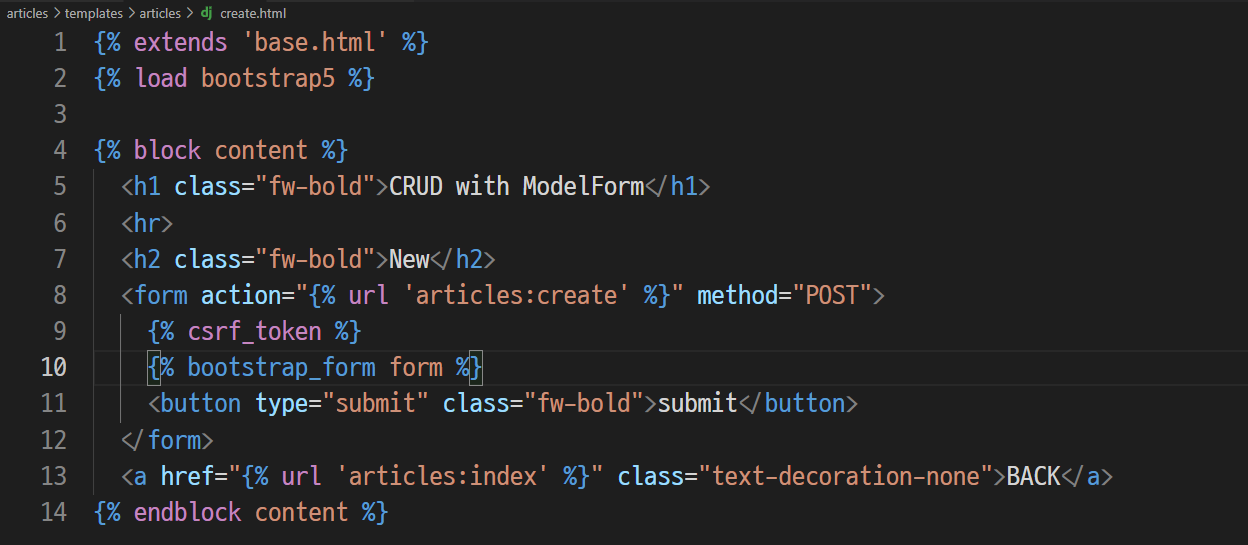 articles > templates > articles > dj create.html
1 {% extends 'base.html' %}
2 {% load bootstrap5 %}
3
4 {% block content %}
5 <h1 class="fw-bold">CRUD with ModelForm</h1>
6 <hr>
7 <h2 class="fw-bold">New</h2>
8 <form action="{% url 'articles:create' %}" method="POST">
9 {% csrf_token %}
10 {% bootstrap_form form %}
11 <button type="submit" class="fw-bold">submit</button>
12 </form>
13 <a href="{% url 'articles:index' %}" class="text-decoration-none">BACK</a>
14 {% endblock content %}